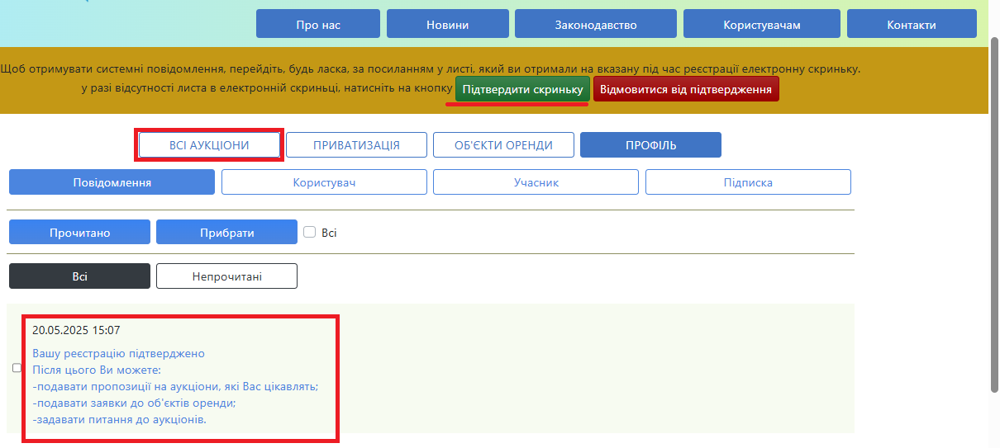 Про нас
Новини
Законодавство
Користувачам
Контакти
Щоб отримувати системні повідомлення, перейдіть, будь ласка, за посиланням у листі, який ви отримали на вказану під час реєстрації електронну скриньку.
у разі відсутності листа в електронній скриньці, натисніть на кнопку Підтвердити скриньку Відмовитися від підтвердження
ВСІ АУКЦІОНИ
ПРИВАТИЗАЦІЯ
ОБ'ЄКТИ ОРЕНДИ
ПРОФІЛЬ
Повідомлення
Користувач
Учасник
Підписка
Прочитано
Прибрати
Всі
Всі
Непрочитані
20.05.2025 15:07
Вашу реєстрацію підтверджено
Після цього Ви можете:
-подавати пропозиції на аукціони, які Вас цікавлять;
-подавати заявки до об'єктів оренди;
-задавати питання до аукціонів.